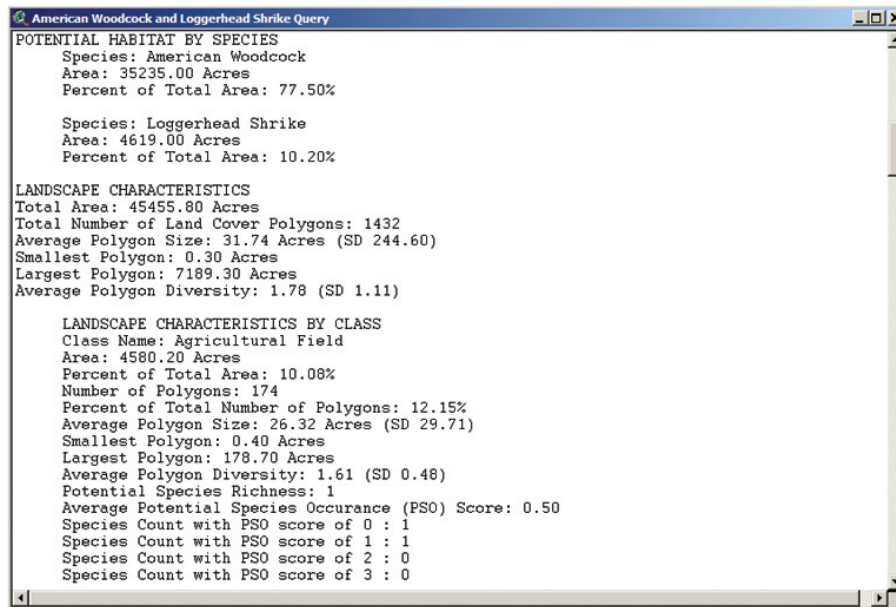 American Woodcock and Loggerhead Shrike Query
POTENTIAL HABITAT BY SPECIES
Species: American Woodcock
Area: 35235.00 Acres
Percent of Total Area: 77.50%
Species: Loggerhead Shrike
Area: 4619.00 Acres
Percent of Total Area: 10.20%
LANDSCAPE CHARACTERISTICS
Total Area: 45455.80 Acres
Total Number of Land Cover Polygons: 1432
Average Polygon Size: 31.74 Acres (SD 244.60)
Smallest Polygon: 0.30 Acres
Largest Polygon: 7189.30 Acres
Average Polygon Diversity: 1.78 (SD 1.11)
LANDSCAPE CHARACTERISTICS BY CLASS
Class Name: Agricultural Field
Area: 4580.20 Acres
Percent of Total Area: 10.08%
Number of Polygons: 174
Percent of Total Number of Polygons: 12.15%
Average Polygon Size: 26.32 Acres (SD 29.71)
Smallest Polygon: 0.40 Acres
Largest Polygon: 178.70 Acres
Average Polygon Diversity: 1.61 (SD 0.48)
Potential Species Richness: 1
Average Potential Species Occurance (PSO) Score: 0.50
Species Count with PSO score of 0 : 1
Species Count with PSO score of 1 : 1
Species Count with PSO score of 2 : 0
Species Count with PSO score of 3 : 0